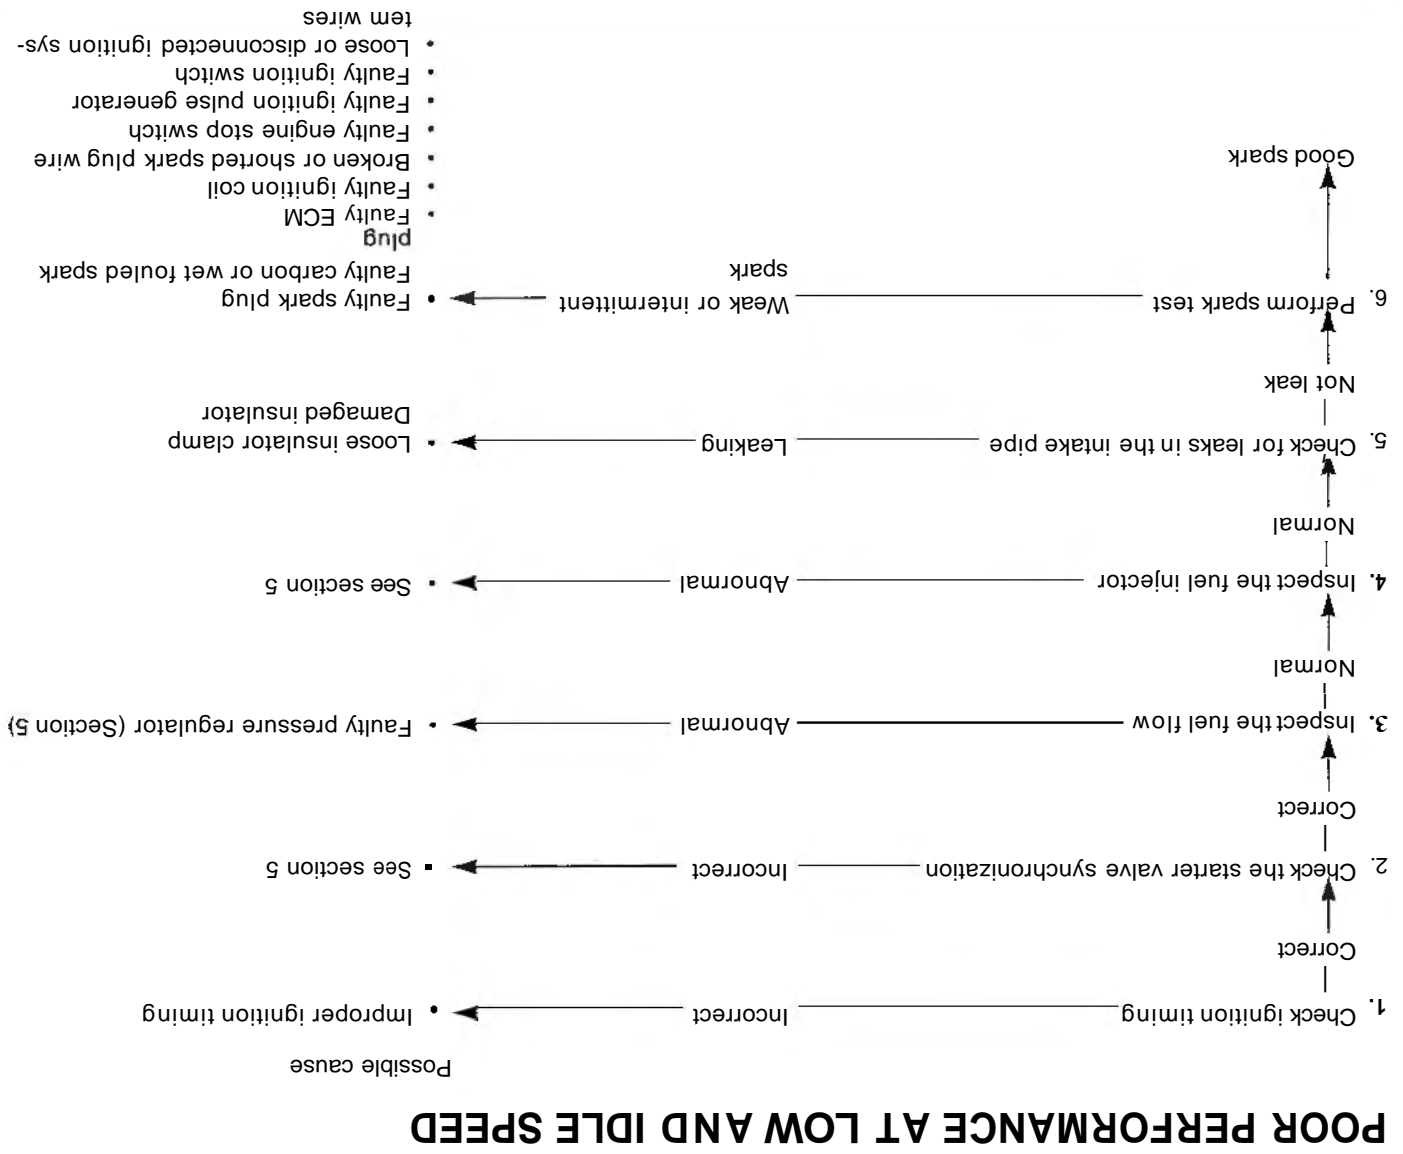 POOR PERFORMANCE AT LOW AND IDLE SPEED
Possible cause
1. Check ignition timing Incorrect • Improper ignition timing
Correct
2. Check the starter valve synchronization Incorrect • See section 5
Correct
3. Inspect the fuel flow Abnormal • Faulty pressure regulator (Section 5)
Normal
4. Inspect the fuel injector Abnormal • See section 5
Normal
5. Check for leaks in the intake pipe Leaking • Loose insulator clamp
Damaged insulator
Not leak
6. Perform spark test Weak or intermittent • Faulty spark plug
spark Faulty carbon or wet fouled spark
plug
• Faulty ECM
• Faulty ignition coil
Good spark • Broken or shorted spark plug wire
• Faulty engine stop switch
• Faulty ignition pulse generator
• Faulty ignition switch
• Loose or disconnected ignition sys-
tem wires